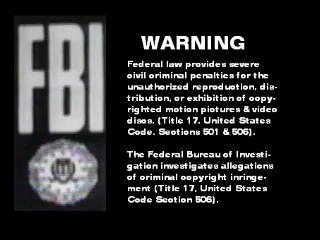 FBI
WARNING
Federal law provides severe
civil criminal penalties for the
unauthorized reproduction, dis-
tribution, or exhibition of copy-
righted motion pictures & video
discs. (Title 17, United States
Code. Sections 501 & 506).
The Federal Bureau of Investi-
gation investigates allegations
of criminal copyright inringe-
ment (Title 17, United States
Code Section 506).